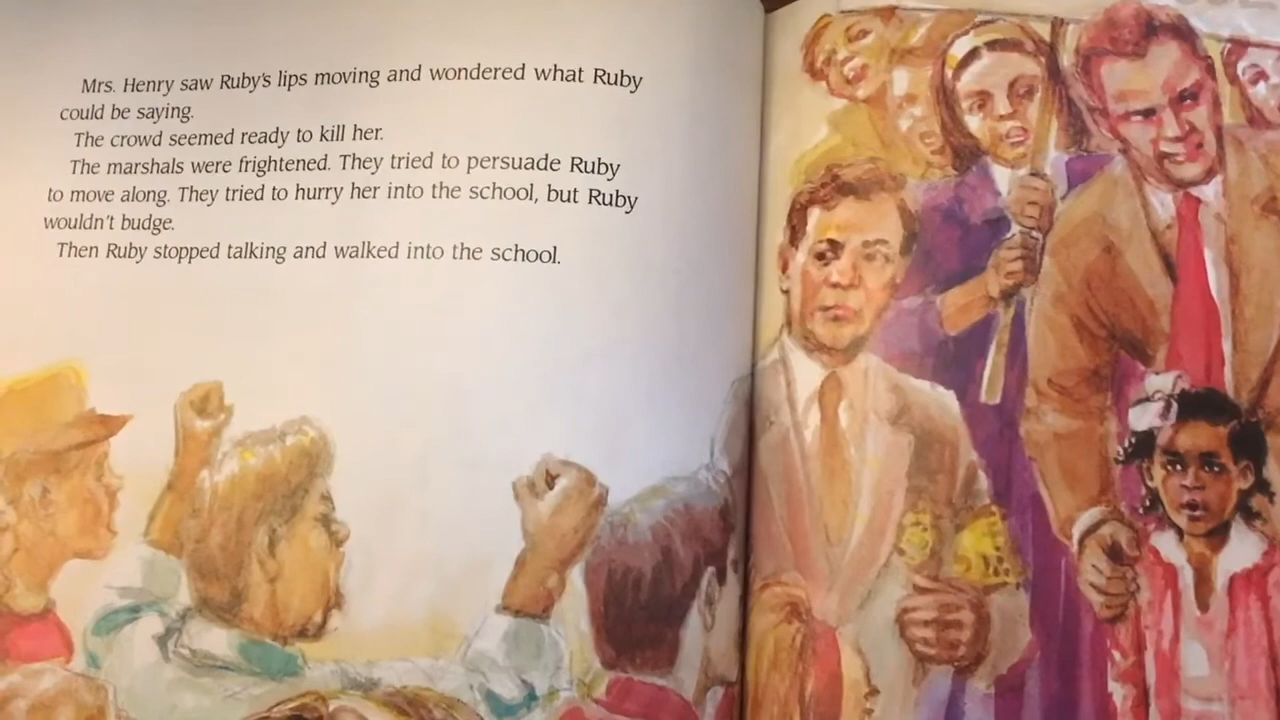 Mrs. Henry saw Ruby's lips moving and wondered what Ruby
could be saying.
The crowd seemed ready to kill her.
The marshals were frightened. They tried to persuade Ruby
to move along. They tried to hurry her into the school, but Ruby
wouldn't budge.
Then Ruby stopped talking and walked into the school.